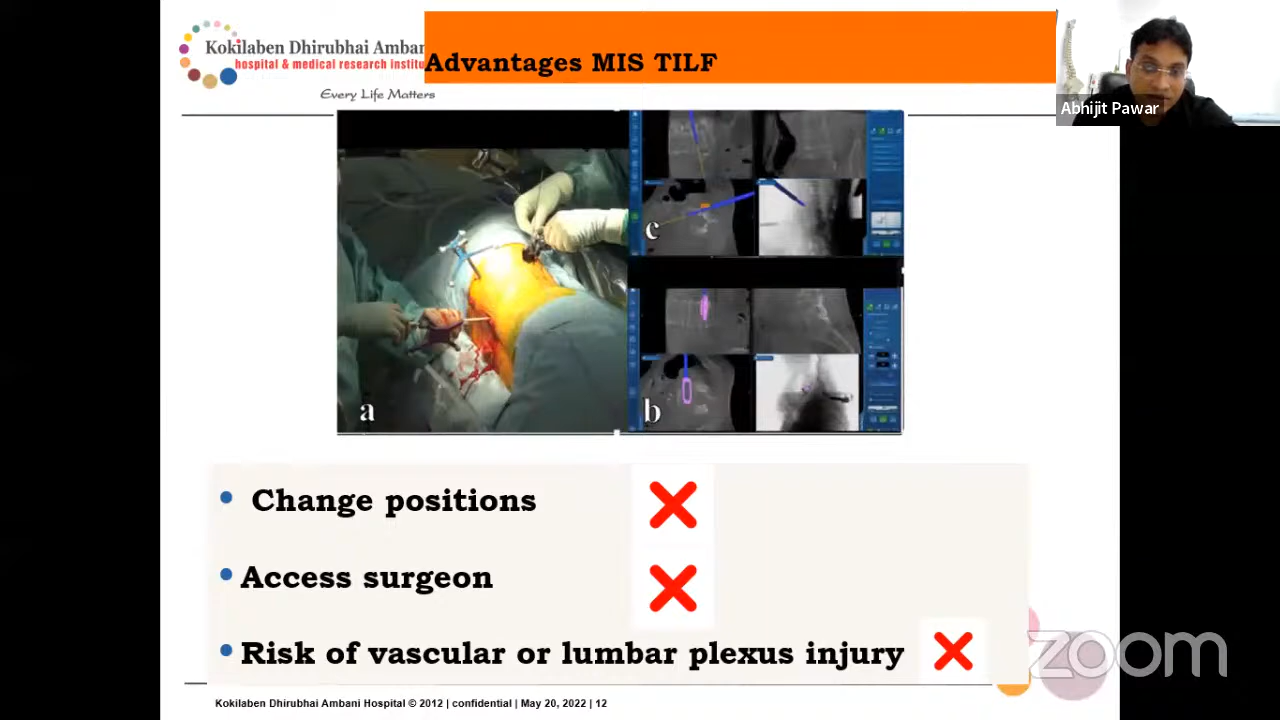 Kokilaben Dhirubhai Amban
hospital & medical research institu
Every Life Matters
Advantages MIS TILF
Abhijit Pawar
a
c
b
• Change positions
• Access surgeon
• Risk of vascular or lumbar plexus injury
zoom
Kokilaben Dhirubhai Ambani Hospital © 2012 | confidential | May 20, 2022 | 12